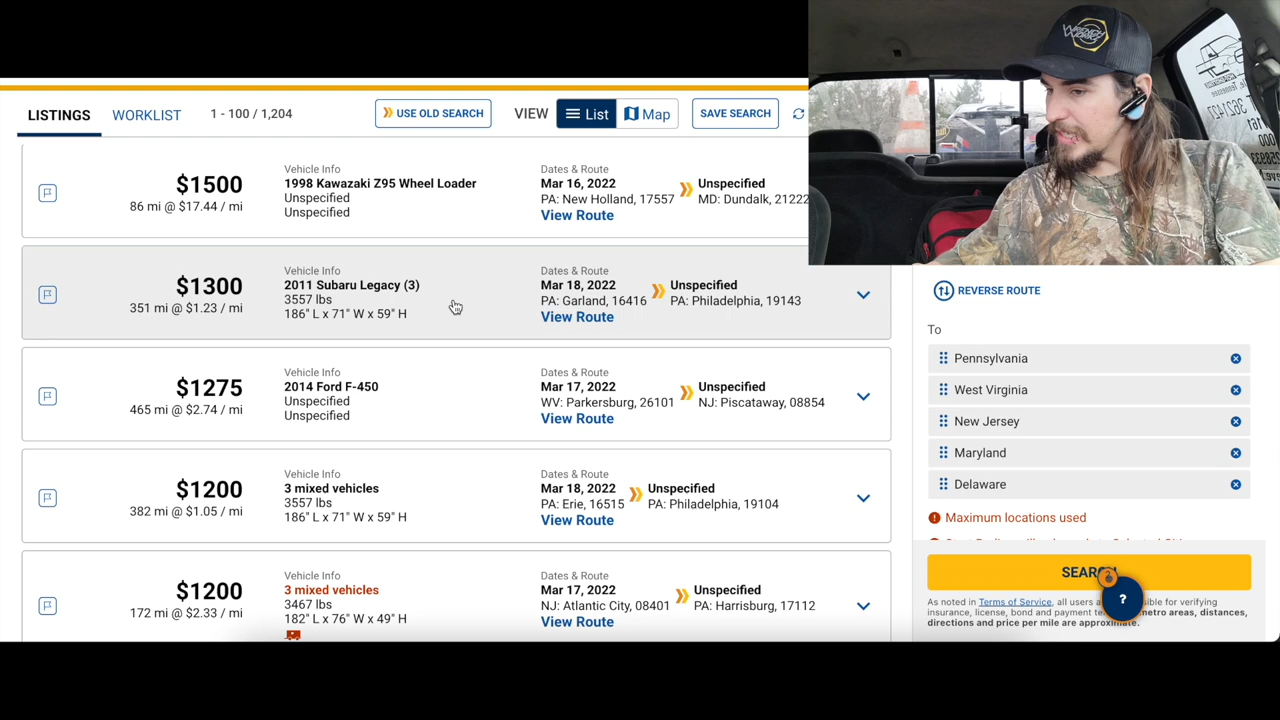 LISTINGS
WORKLIST
1 - 100 / 1,204
USE OLD SEARCH
VIEW
List
Map
SAVE SEARCH
$1500
86 mi @ $17.44 / mi
Vehicle Info
1998 Kawazaki Z95 Wheel Loader
Unspecified
Unspecified
Dates & Route
Mar 16, 2022
PA: New Holland, 17557
View Route
Unspecified
MD: Dundalk, 21222
$1300
351 mi @ $1.23 / mi
Vehicle Info
2011 Subaru Legacy (3)
3557 lbs
186" L x 71" W x 59" H
Dates & Route
Mar 18, 2022
PA: Garland, 16416
View Route
Unspecified
PA: Philadelphia, 19143
$1275
465 mi @ $2.74 / mi
Vehicle Info
2014 Ford F-450
Unspecified
Unspecified
Dates & Route
Mar 17, 2022
WV: Parkersburg, 26101
View Route
Unspecified
NJ: Piscataway, 08854
$1200
382 mi @ $1.05 / mi
Vehicle Info
3 mixed vehicles
3557 lbs
186" L x 71" W x 59" H
Dates & Route
Mar 18, 2022
PA: Erie, 16515
View Route
Unspecified
PA: Philadelphia, 19104
$1200
172 mi @ $2.33 / mi
Vehicle Info
3 mixed vehicles
3467 lbs
182" L x 76" W x 49" H
Dates & Route
Mar 17, 2022
NJ: Atlantic City, 08401
View Route
Unspecified
PA: Harrisburg, 17112
REVERSE ROUTE
To
Pennsylvania
West Virginia
New Jersey
Maryland
Delaware
Maximum locations used
SEARCH
?
As noted in Terms of Service, all users
insurance, license, bond and payment
metro areas, distances,
directions and price per mile are approximate.